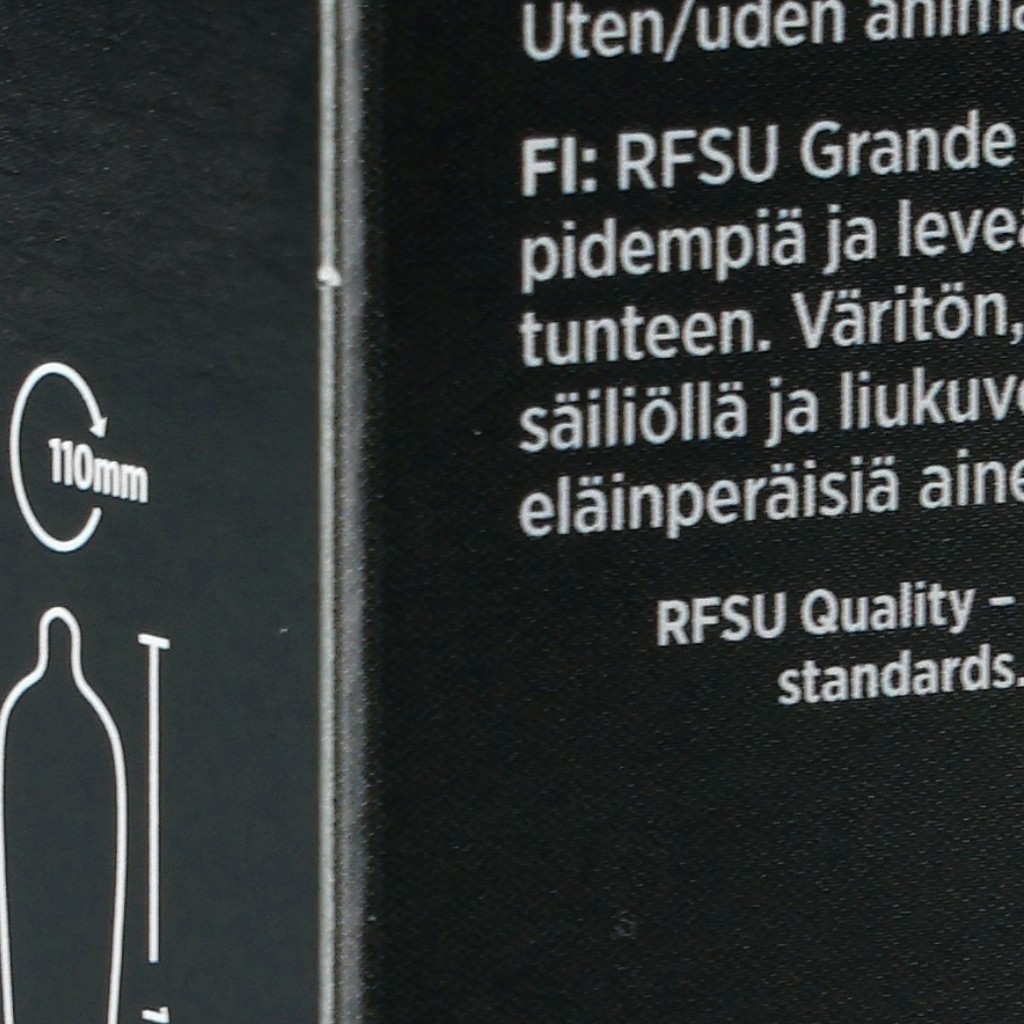 110mm
Uten/uden
FI: RFSU Grande
pidempiä ja
tunteen. Väritön,
säiliöllä ja
eläinperäisiä
RFSU Quality –
standards.